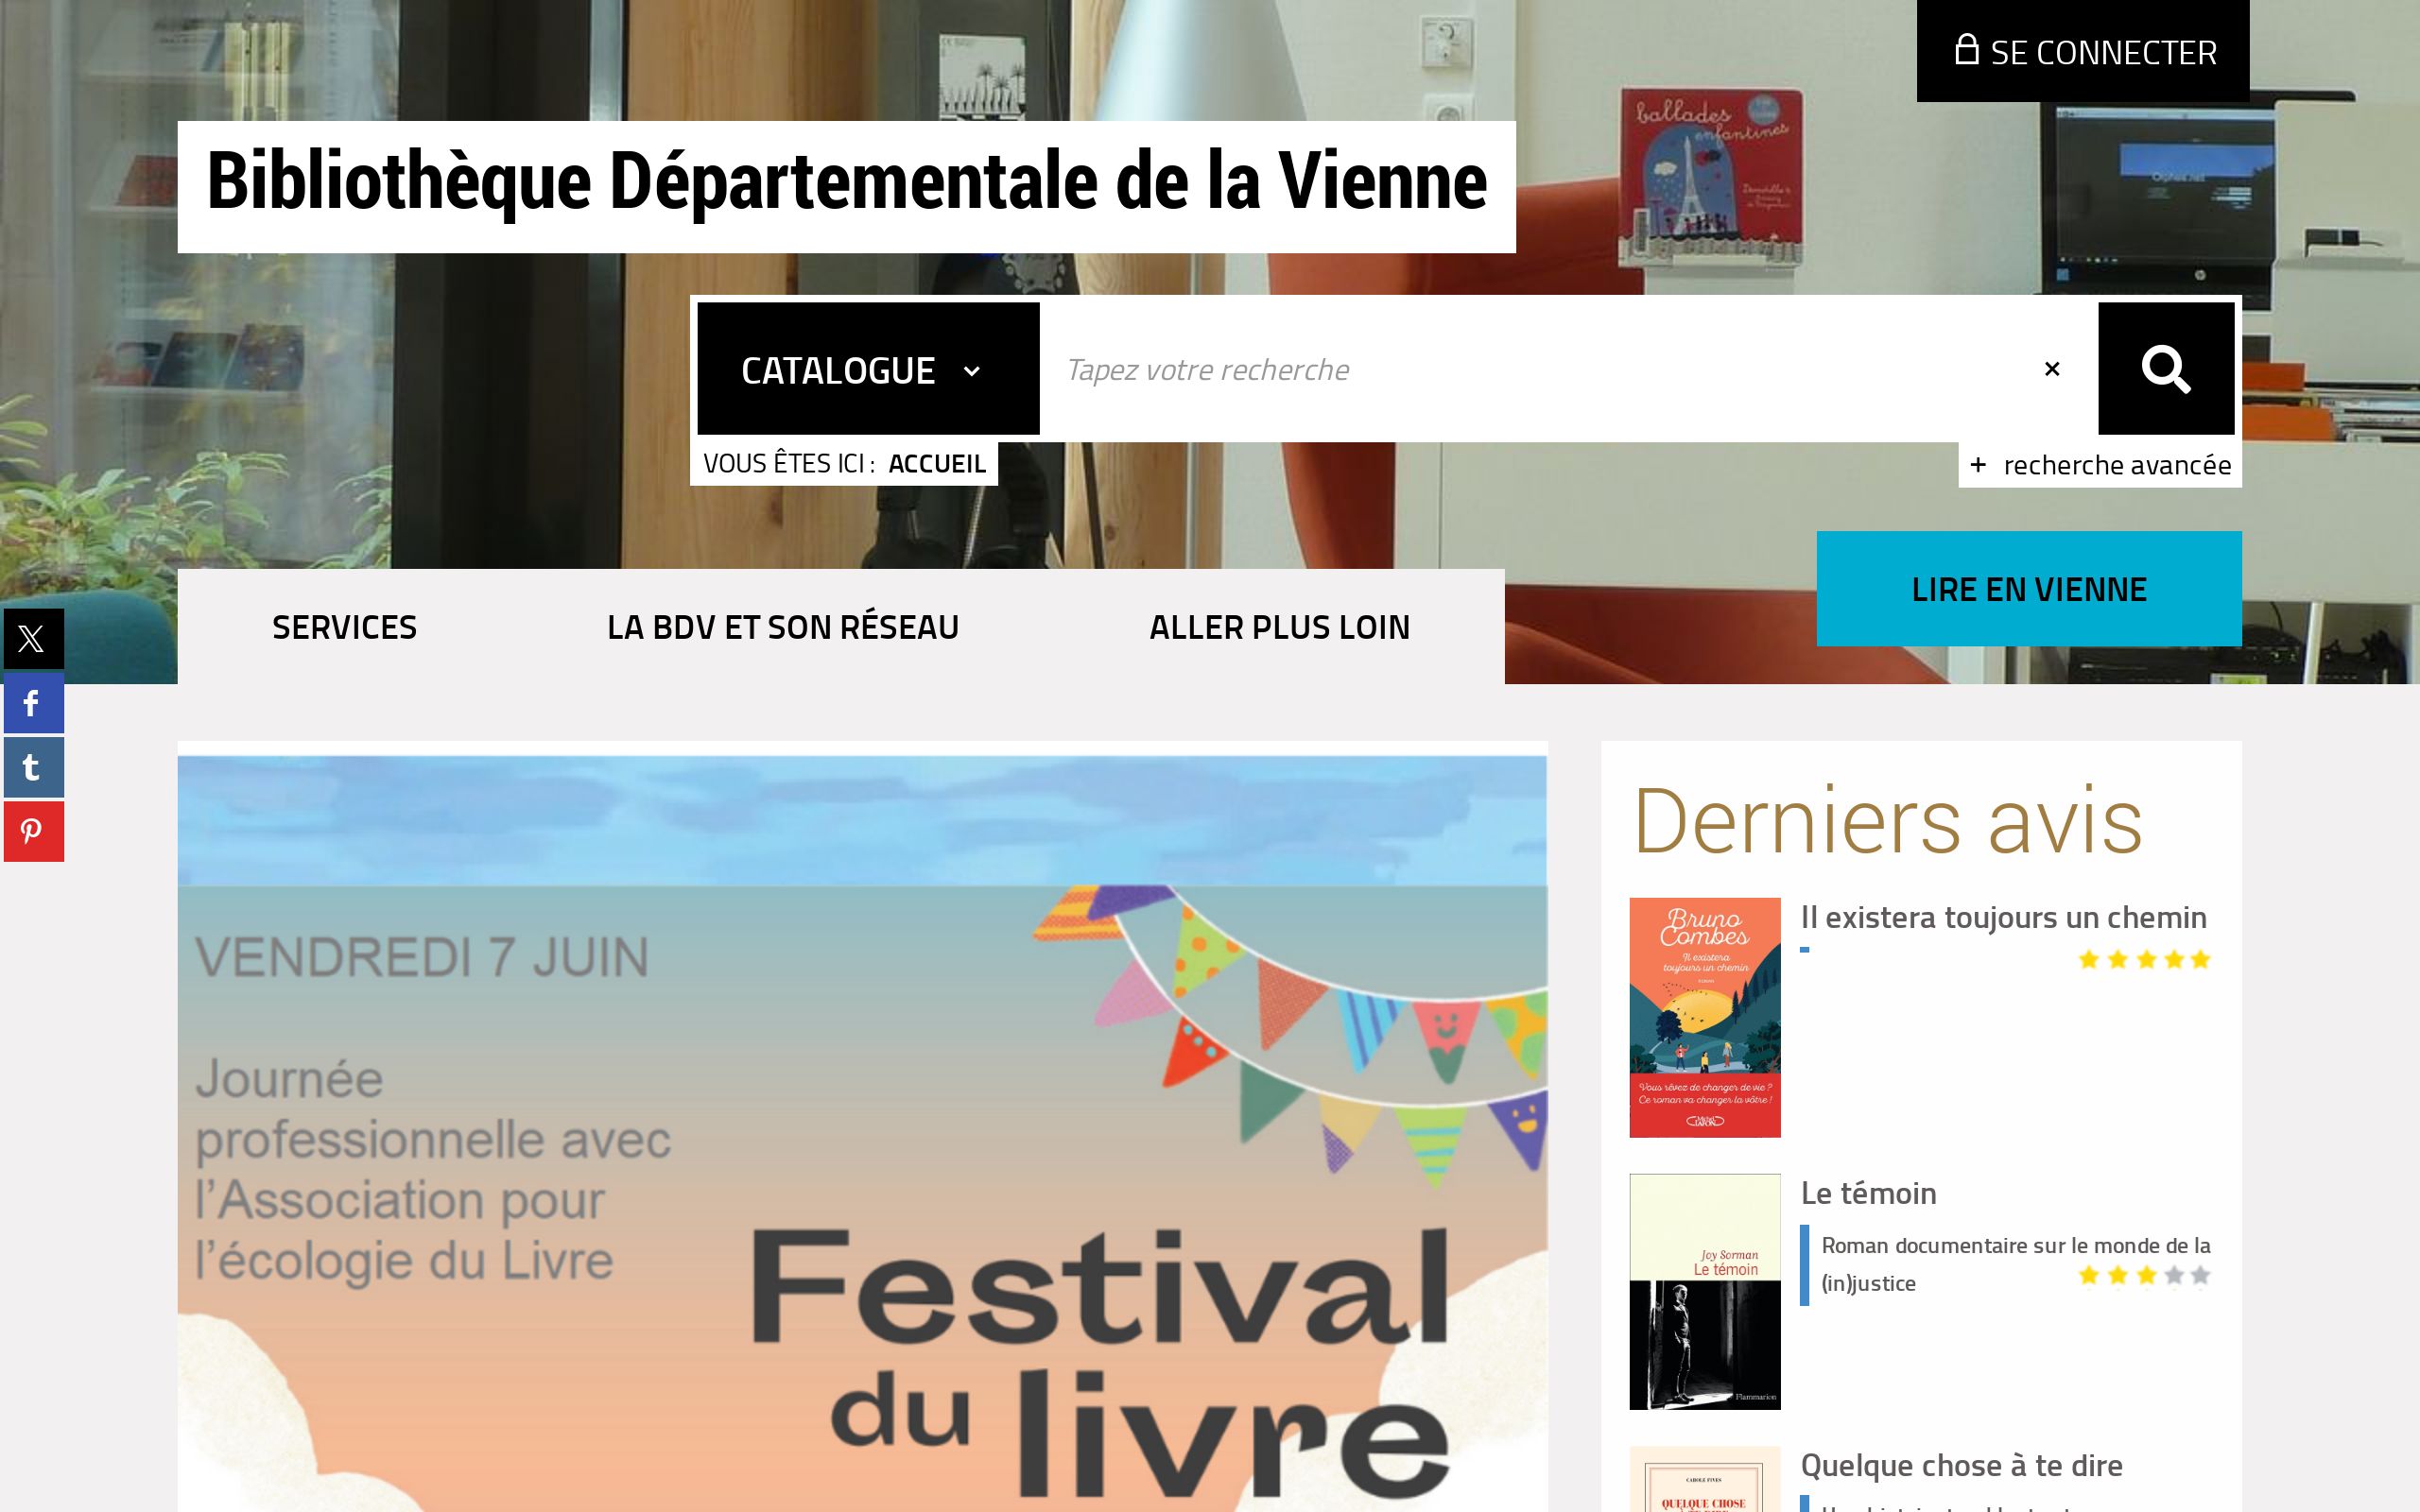 SE CONNECTER
ballades
enfantines
Bibliothèque Départementale de la Vienne
CATALOGUE
Tapez votre recherche
×
VOUS ÊTES ICI : ACCUEIL
+ recherche avancée
LIRE EN VIENNE
SERVICES
LA BDV ET SON RÉSEAU
ALLER PLUS LOIN
Derniers avis
VENDREDI 7 JUIN
Journée
professionnelle avec
l’Association pour
l’écologie du Livre
Festival
du livre
Bruno
Combes
Il existera
toujours un chemin
Vous rêvez de changer de vie ?
Ce roman va changer la vôtre !
Il existera toujours un chemin
Joy Sorman
Le témoin
Flammarion
Le témoin
Roman documentaire sur le monde de la
(in)justice
CAROLE FIVES
QUELQUE CHOSE
Quelque chose à te dire